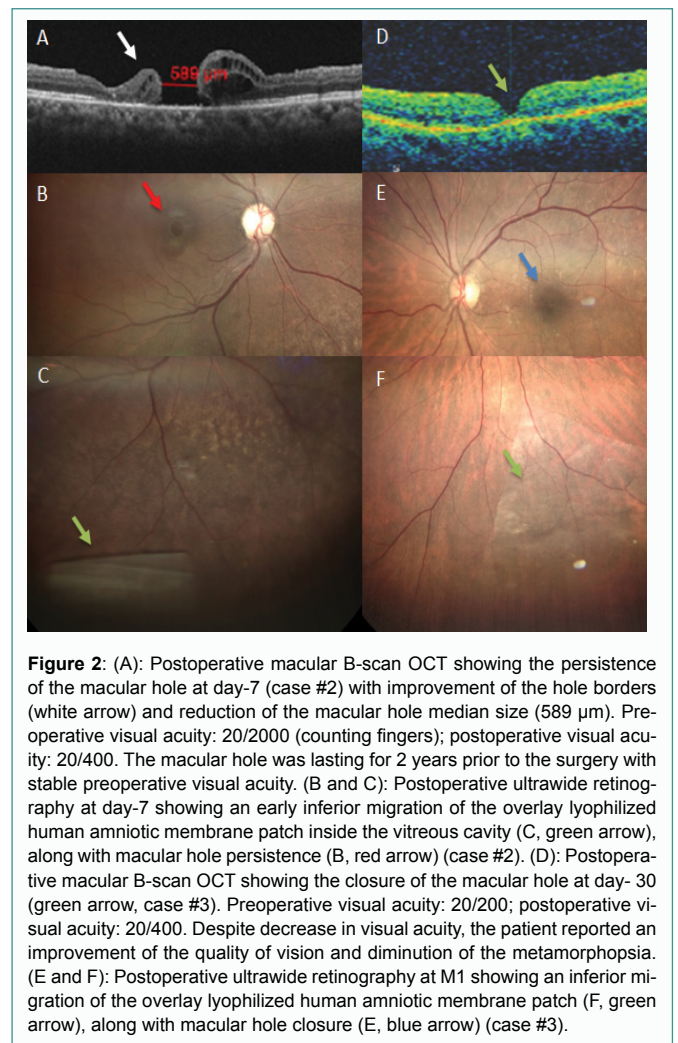 A
D
589 µm
B
E
C
F
Figure 2: (A): Postoperative macular B-scan OCT showing the persistence
of the macular hole at day-7 (case #2) with improvement of the hole borders
(white arrow) and reduction of the macular hole median size (589 µm). Pre-
operative visual acuity: 20/2000 (counting fingers); postoperative visual acu-
ity: 20/400. The macular hole was lasting for 2 years prior to the surgery with
stable preoperative visual acuity. (B and C): Postoperative ultrawide retinog-
raphy at day-7 showing an early inferior migration of the overlay lyophilized
human amniotic membrane patch inside the vitreous cavity (C, green arrow),
along with macular hole persistence (B, red arrow) (case #2). (D): Postopera-
tive macular B-scan OCT showing the closure of the macular hole at day- 30
(green arrow, case #3). Preoperative visual acuity: 20/200; postoperative vi-
sual acuity: 20/400. Despite decrease in visual acuity, the patient reported an
improvement of the quality of vision and diminution of the metamorphopsia.
(E and F): Postoperative ultrawide retinography at M1 showing an inferior mi-
gration of the overlay lyophilized human amniotic membrane patch (F, green
arrow), along with macular hole closure (E, blue arrow) (case #3).